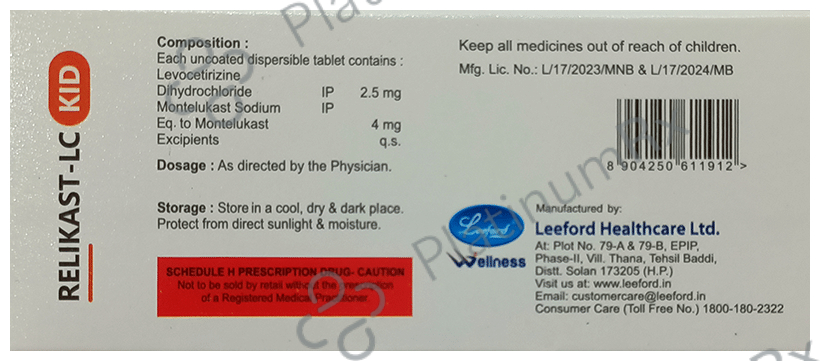 RELIKAST-LC KID
Composition :
Each uncoated dispersible tablet contains :
Levocetirizine
Dihydrochloride IP 2.5 mg
Montelukast Sodium IP
Eq. to Montelukast 4 mg
Excipients q.s.
Dosage : As directed by the Physician.
Storage : Store in a cool, dry & dark place.
Protect from direct sunlight & moisture.
SCHEDULE H PRESCRIPTION DRUG- CAUTION
Not to be sold by retail without the prescription
of a Registered Medical Practitioner.
Keep all medicines out of reach of children.
Mfg. Lic. No.: L/17/2023/MNB & L/17/2024/MB
8 904250 611912 >
Leeford
Wellness
Manufactured by:
Leeford Healthcare Ltd.
At: Plot No. 79-A & 79-B, EPIP,
Phase-II, Vill. Thana, Tehsil Baddi,
Distt. Solan 173205 (H.P.)
Visit us at: www.leeford.in
Email: customercare@leeford.in
Consumer Care (Toll Free No.) 1800-180-2322
PlatinumRx